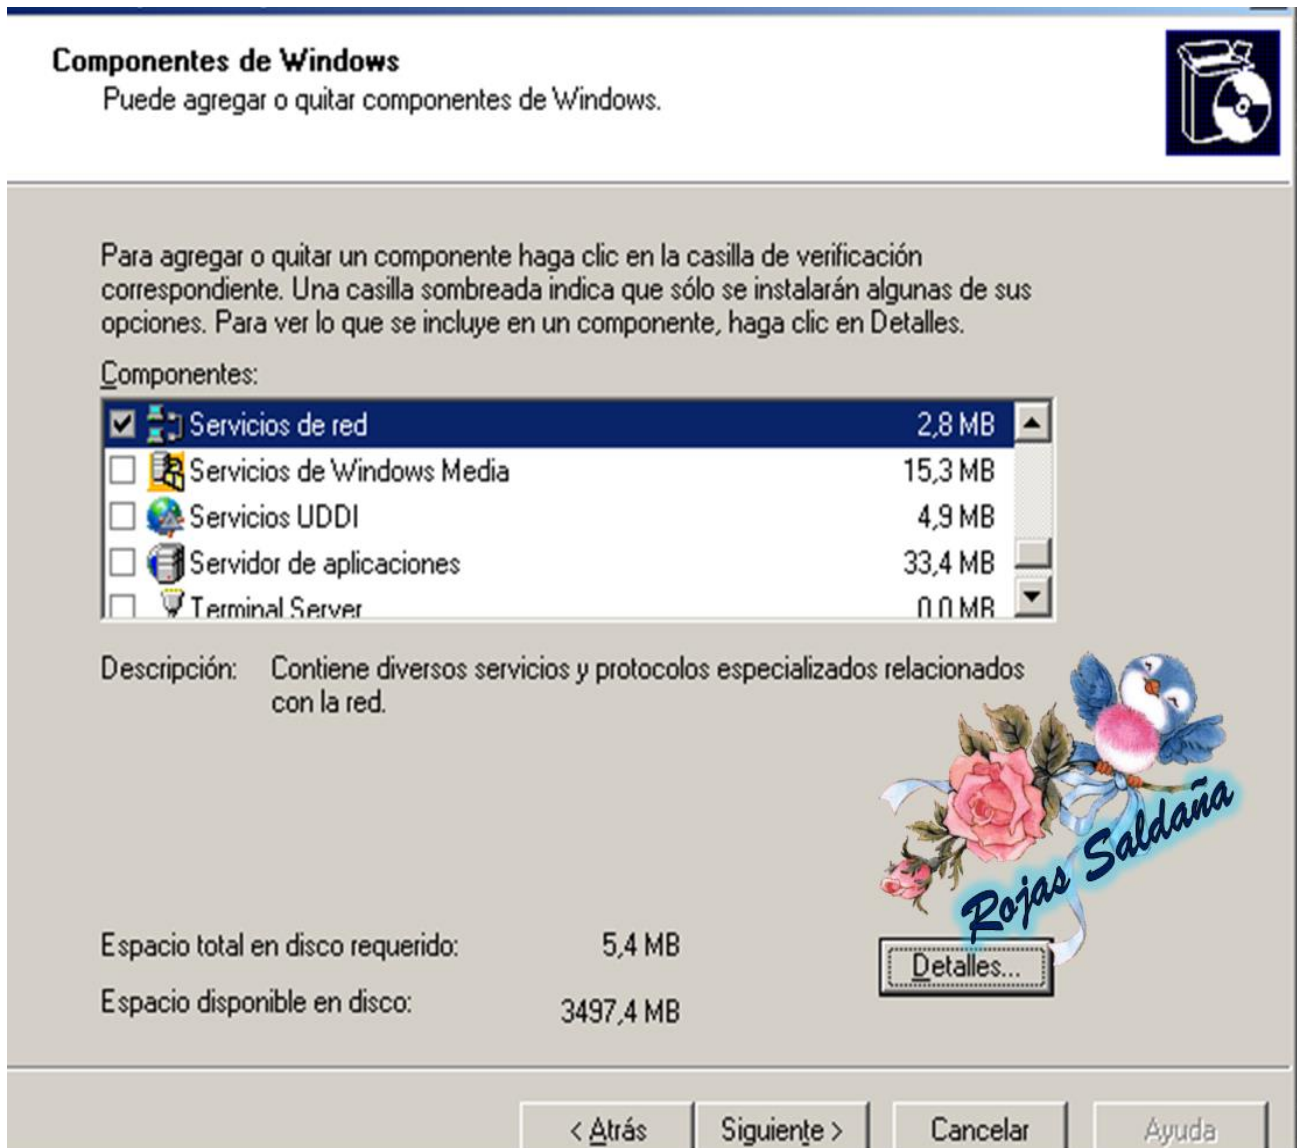 Componentes de Windows
Puede agregar o quitar componentes de Windows.
Para agregar o quitar un componente haga clic en la casilla de verificación
correspondiente. Una casilla sombreada indica que sólo se instalarán algunas de sus
opciones. Para ver lo que se incluye en un componente, haga clic en Detalles.
Componentes:
Servicios de red 2,8 MB
Servicios de Windows Media 15,3 MB
Servicios UDDI 4,9 MB
Servidor de aplicaciones 33,4 MB
Terminal Server 0,0 MB
Descripción: Contiene diversos servicios y protocolos especializados relacionados
con la red.
Rojas Saldaña
Espacio total en disco requerido: 5,4 MB
Detalles...
Espacio disponible en disco: 3497,4 MB
< Atrás Siguiente > Cancelar Ayuda